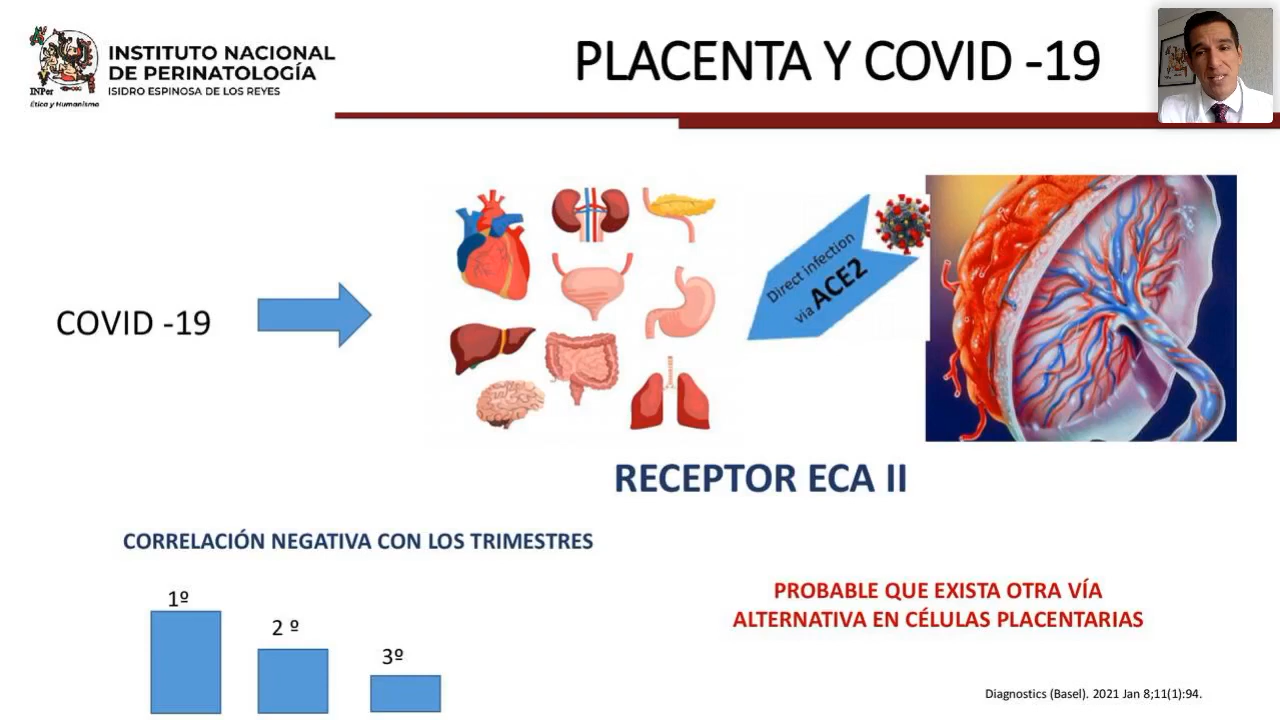 INSTITUTO NACIONAL
DE PERINATOLOGÍA
ISIDRO ESPINOSA DE LOS REYES
INPer
Ética y Humanismo
PLACENTA Y COVID -19
COVID -19
Direct infection
via ACE2
RECEPTOR ECA II
CORRELACIÓN NEGATIVA CON LOS TRIMESTRES
1º
2 º
3º
PROBABLE QUE EXISTA OTRA VÍA
ALTERNATIVA EN CÉLULAS PLACENTARIAS
Diagnostics (Basel). 2021 Jan 8;11(1):94.